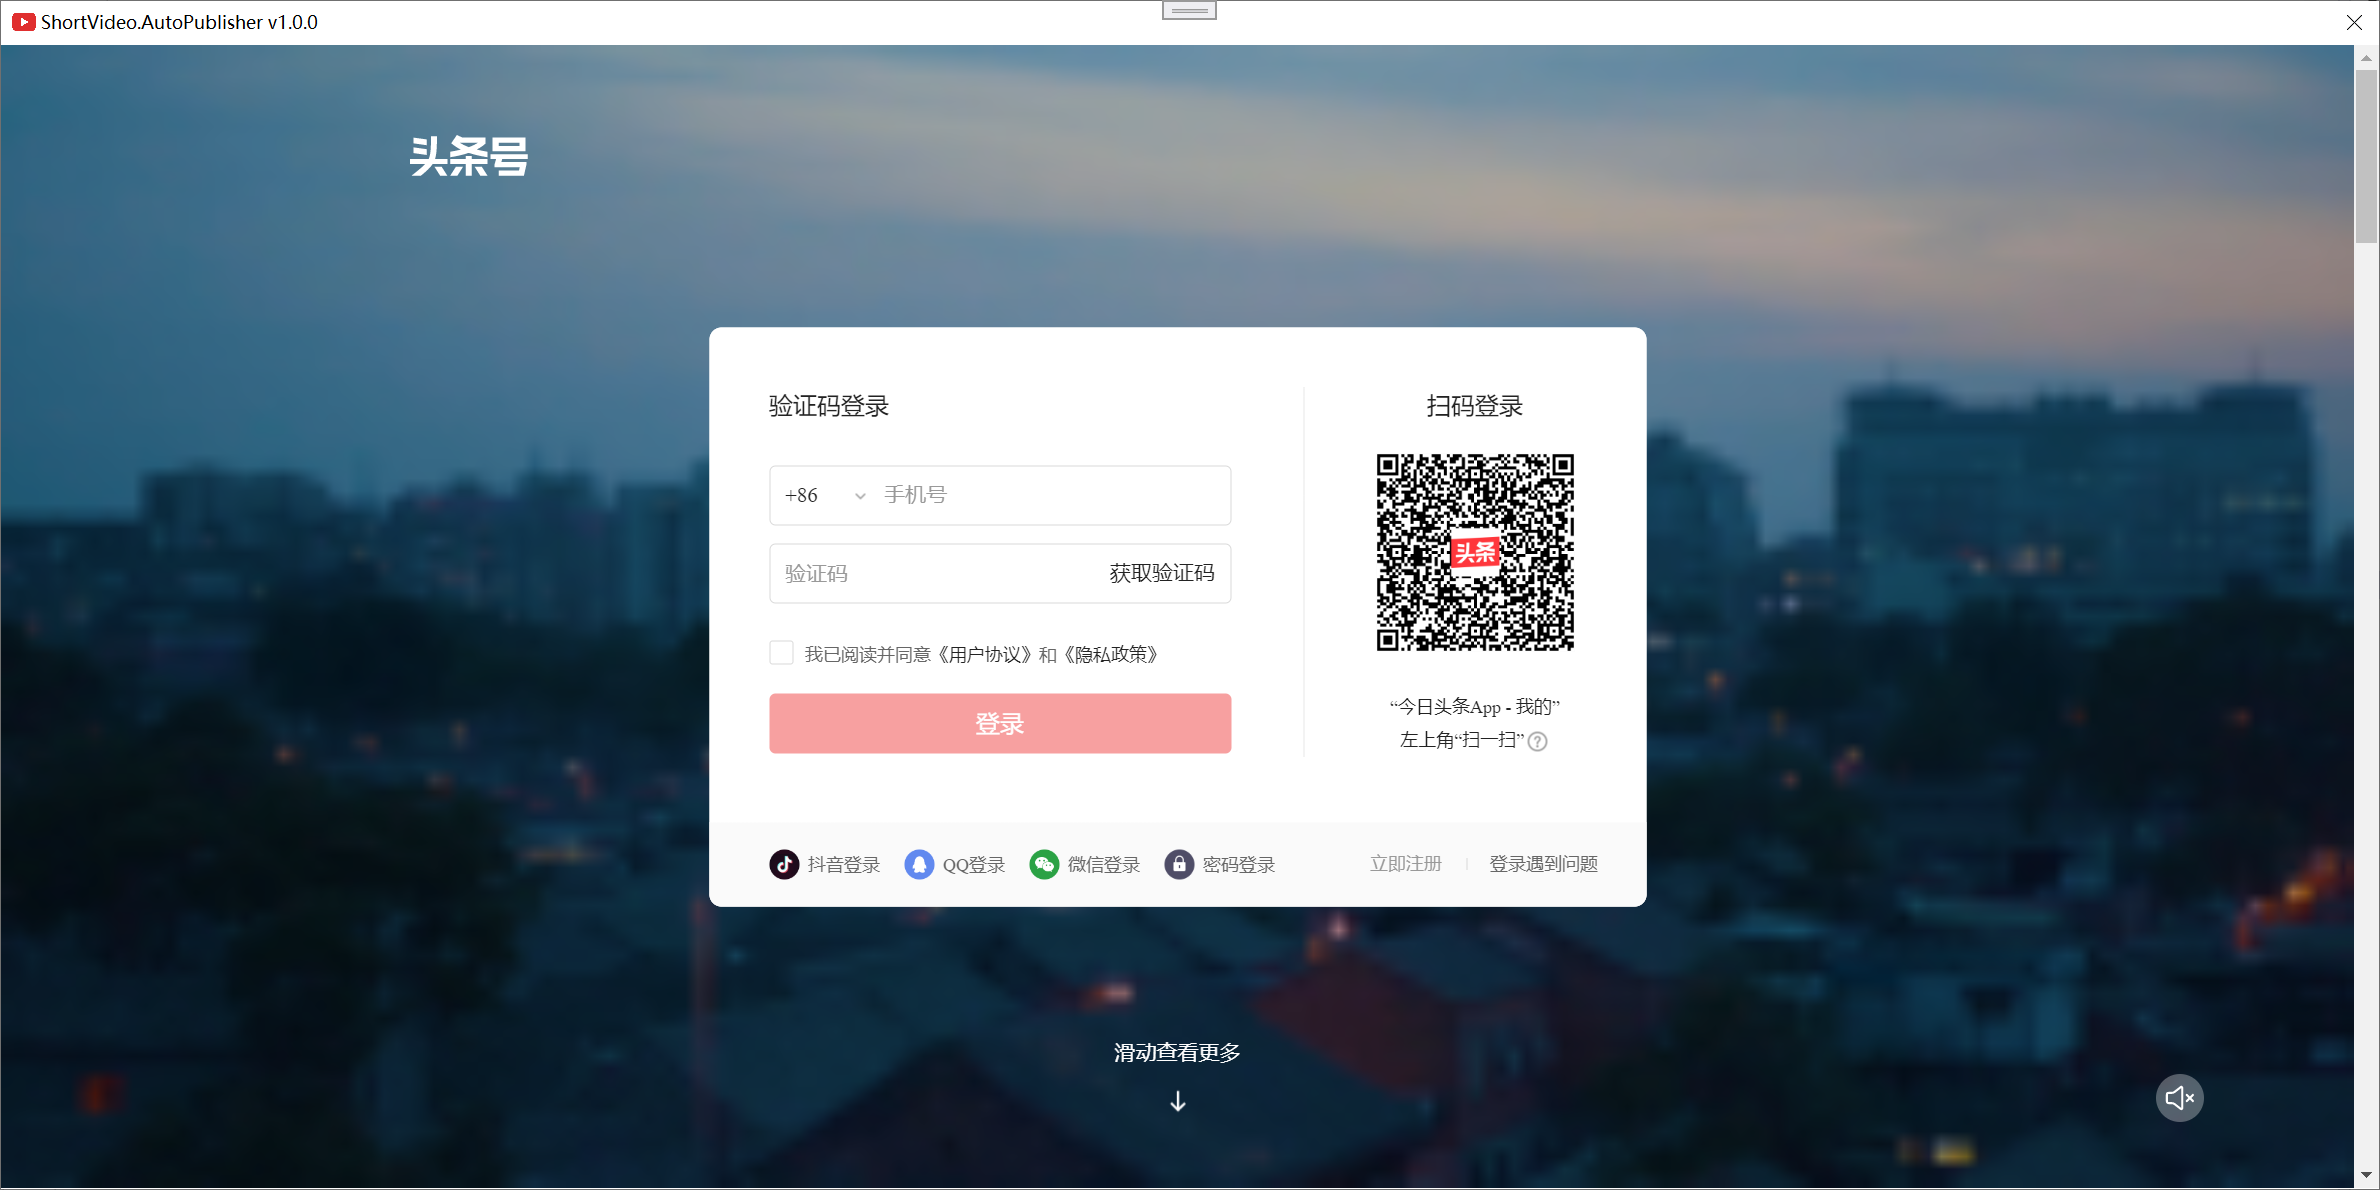 ShortVideo.AutoPublisher v1.0.0
头条号
验证码登录
+86 手机号
验证码 获取验证码
我已阅读并同意《用户协议》和《隐私政策》
登录
扫码登录
头条
“今日头条App - 我的”
左上角“扫一扫”
抖音登录 QQ登录 微信登录 密码登录 立即注册 登录遇到问题
滑动查看更多